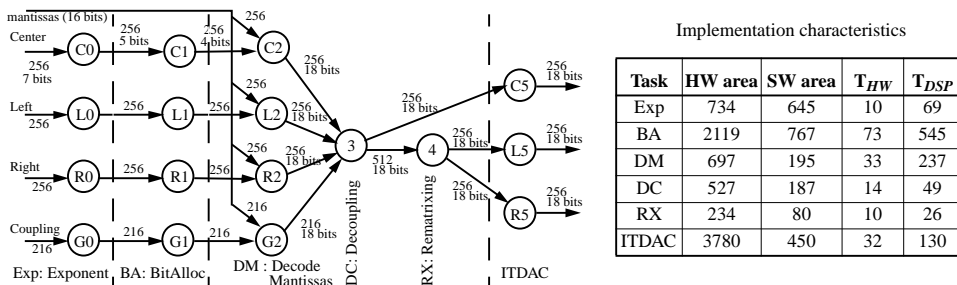 mantissas (16 bits)
256
256
256
256
Center
5 bits
4 bits
C0
C1
C2
256
7 bits
256
18 bits
256
18 bits
256
18 bits
C5
Left
256
256
256
256
256
18 bits
L0
L1
L2
256
18 bits
256
18 bits
L5
3
4
512
18 bits
Right
256
256
256
256
256
18 bits
R0
R1
R2
256
18 bits
256
18 bits
R5
Coupling
216
216
216
216
216
18 bits
G0
G1
G2
Exp: Exponent
BA: BitAlloc
DM : Decode
Mantissas
DC: Decoupling
RX: Rematrixing
ITDAC
Implementation characteristics
Task HW area SW area T_HW T_DSP
Exp 734 645 10 69
BA 2119 767 73 545
DM 697 195 33 237
DC 527 187 14 49
RX 234 80 10 26
ITDAC 3780 450 32 130